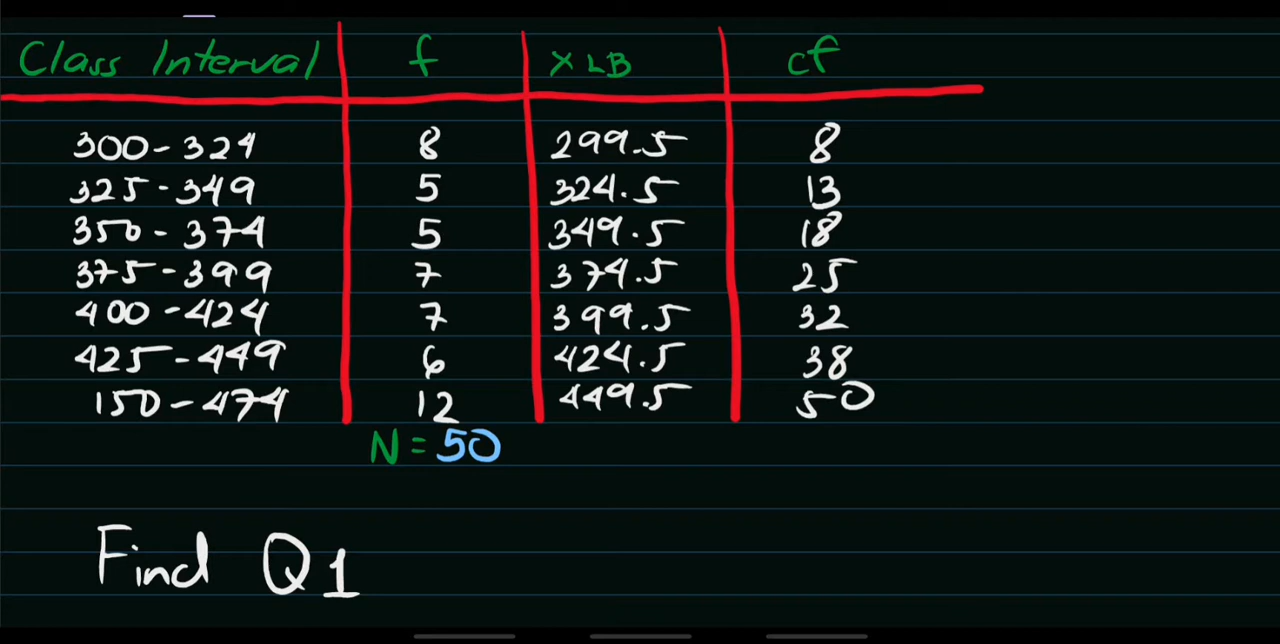 Class Interval f xLB cf
300-324 8 299.5 8
325-349 5 324.5 13
350-374 5 349.5 18
375-399 7 374.5 25
400-424 7 399.5 32
425-449 6 424.5 38
150-474 12 449.5 50
N = 50
Find Q1